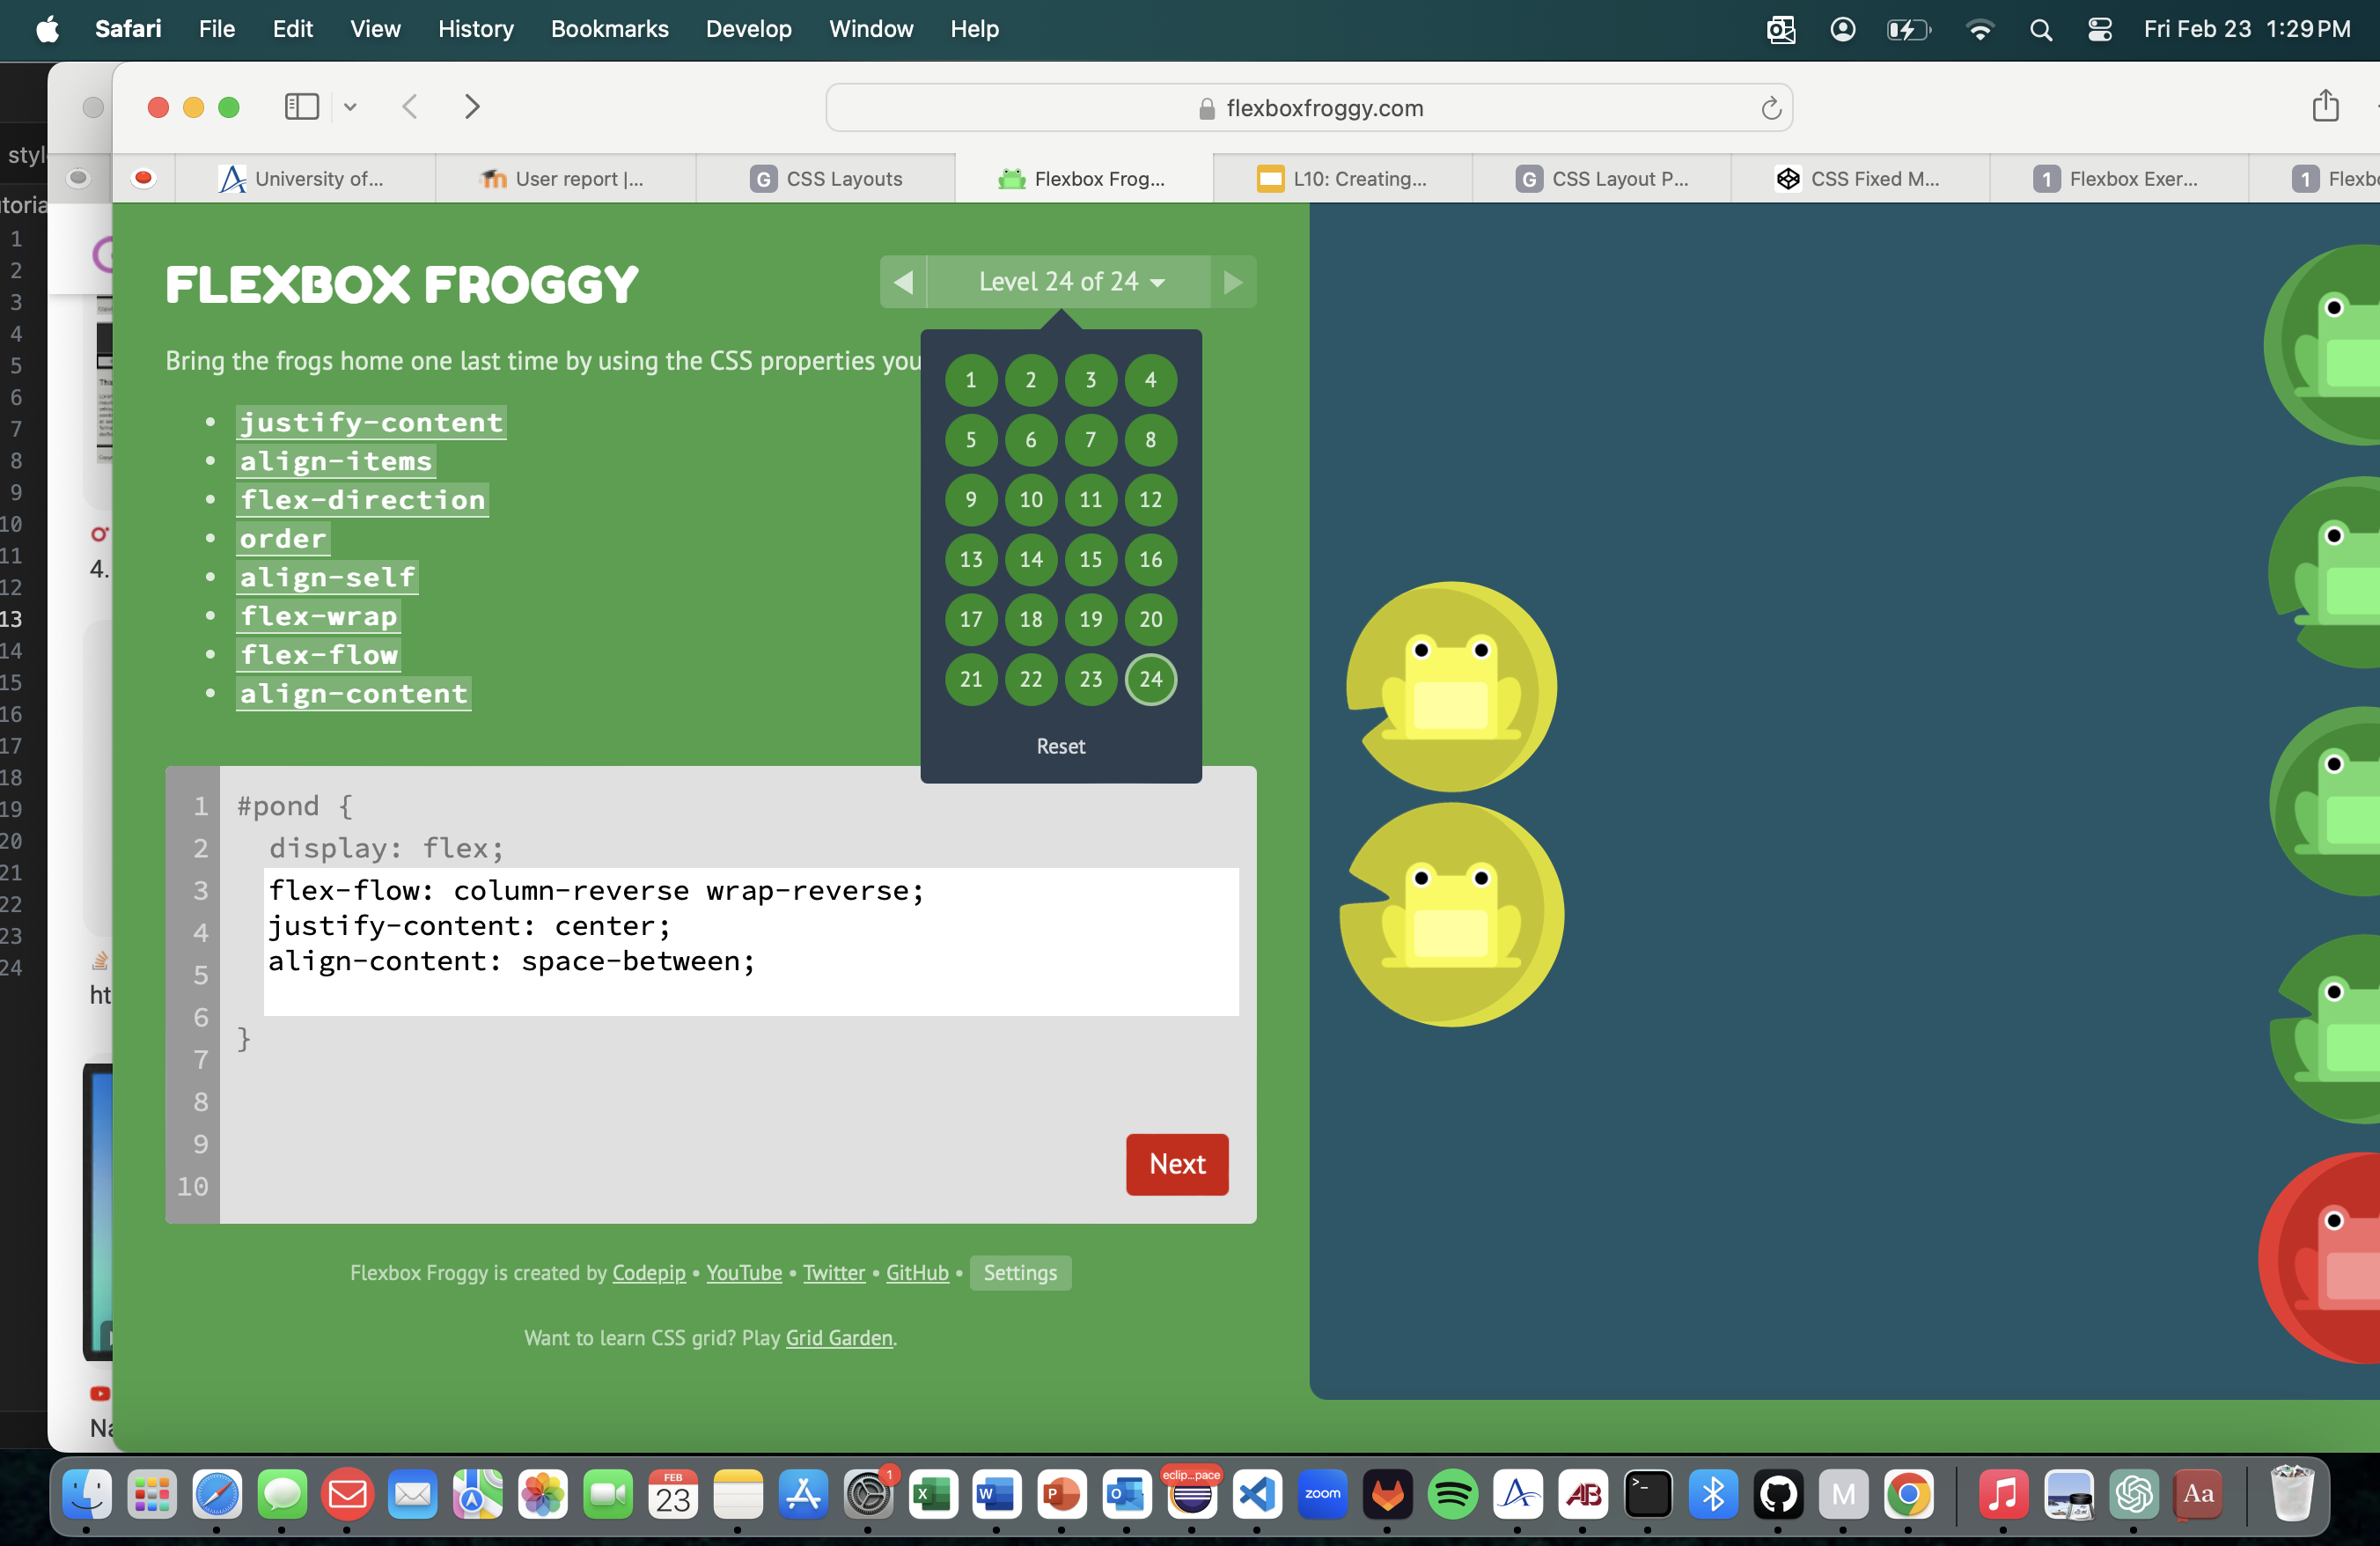 Safari File Edit View History Bookmarks Develop Window Help Fri Feb 23 1:29 PM
flexboxfroggy.com
University of... User report |... CSS Layouts Flexbox Frog... L10: Creating... CSS Layout P... CSS Fixed M... Flexbox Exer...
FLEXBOX FROGGY
Level 24 of 24
Bring the frogs home one last time by using the CSS properties you
• justify-content
• align-items
• flex-direction
• order
• align-self
• flex-wrap
• flex-flow
• align-content
1 2 3 4
5 6 7 8
9 10 11 12
13 14 15 16
17 18 19 20
21 22 23 24
Reset
1 #pond {
2 display: flex;
3 flex-flow: column-reverse wrap-reverse;
4 justify-content: center;
5 align-content: space-between;
6
7 }
8
9
10
Next
Flexbox Froggy is created by Codepip • YouTube • Twitter • GitHub • Settings
Want to learn CSS grid? Play Grid Garden.
1
2
3
4
5
6
7
8
9
10
11
12
13
14
15
16
17
18
19
20
21
22
23
24
4.
ht
FEB
23
1
eclip...pace
zoom
Aa